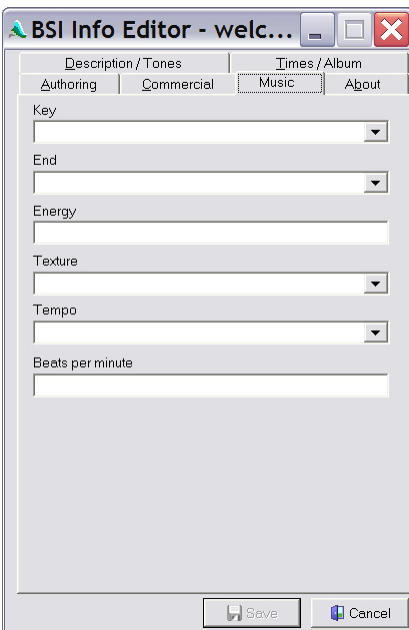 BSI Info Editor - welc...
Description / Tones Times / Album
Authoring Commercial Music About
Key
End
Energy
Texture
Tempo
Beats per minute
Save Cancel